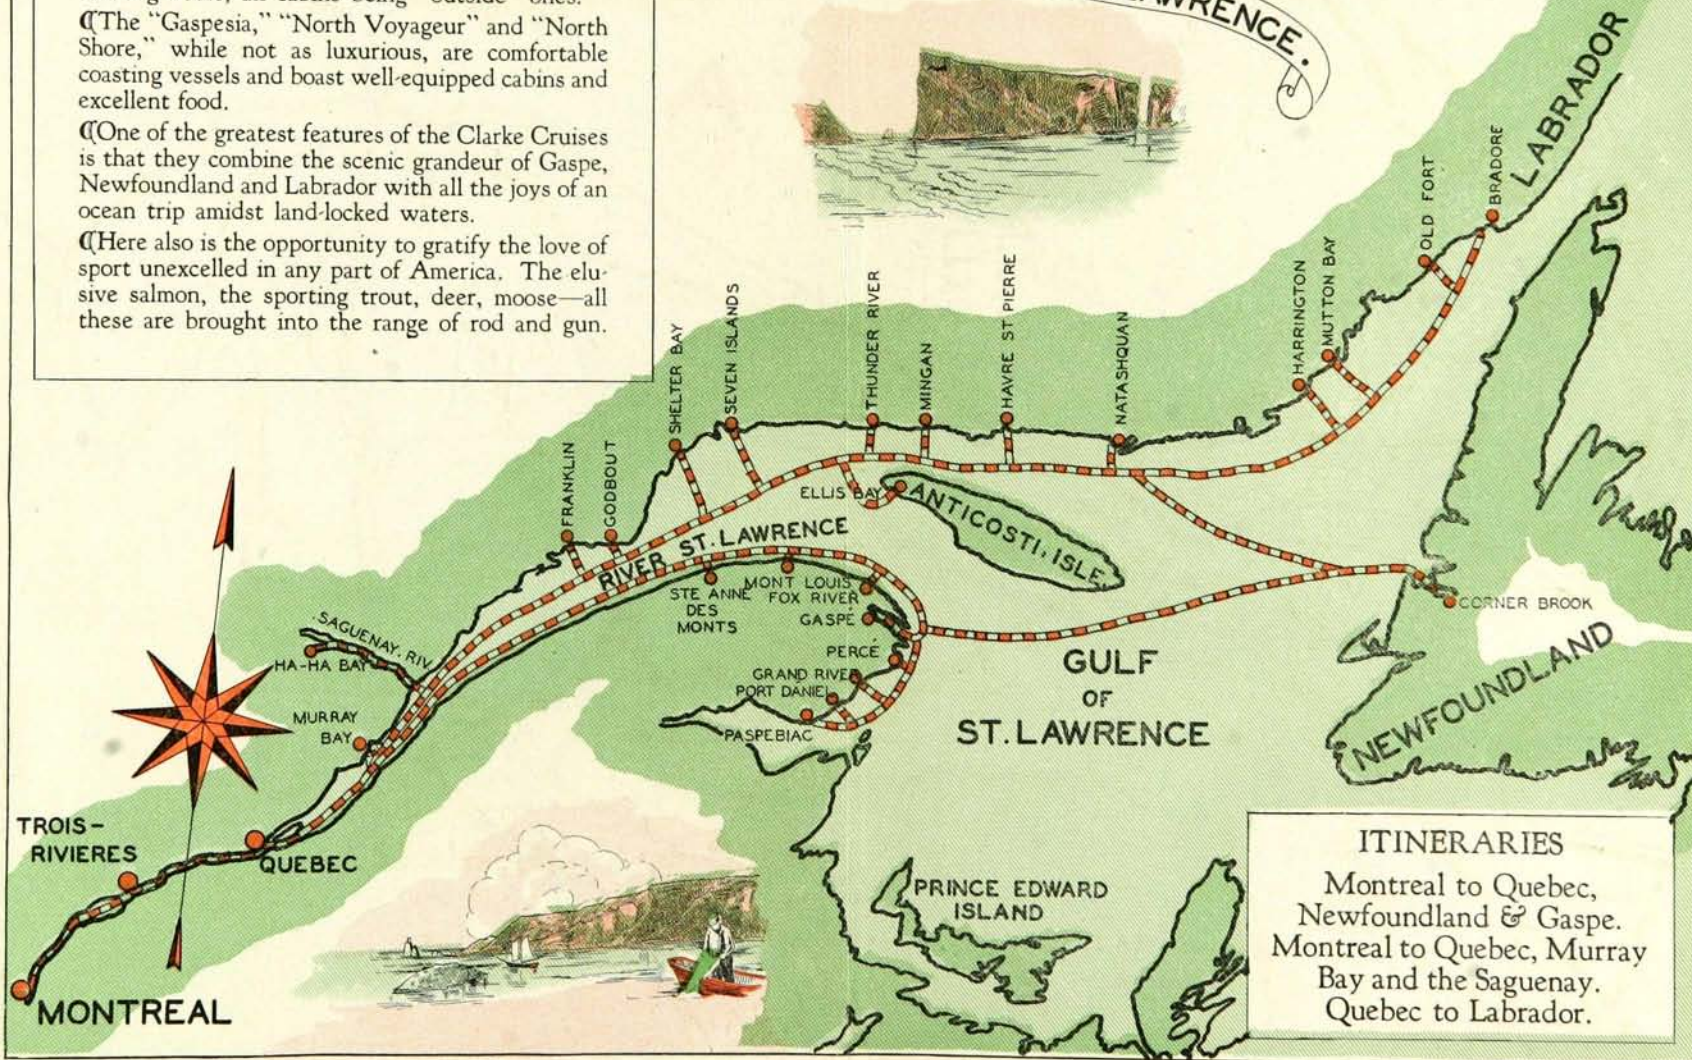 ¶The "Gaspesia," "North Voyageur" and "North
Shore," while not as luxurious, are comfortable
coasting vessels and boast well-equipped cabins and
excellent food.
¶One of the greatest features of the Clarke Cruises
is that they combine the scenic grandeur of Gaspe,
Newfoundland and Labrador with all the joys of an
ocean trip amidst land-locked waters.
¶Here also is the opportunity to gratify the love of
sport unexcelled in any part of America. The elu-
sive salmon, the sporting trout, deer, moose—all
these are brought into the range of rod and gun.
LAWRENCE.
LABRADOR
BRADORE
OLD FORT
MUTTON BAY
HARRINGTON
NATASHQUAN
HAVRE ST PIERRE
MINGAN
THUNDER RIVER
SEVEN ISLANDS
SHELTER BAY
GODBOUT
FRANKLIN
ELLIS BAY
ANTICOSTI, ISLE.
RIVER ST. LAWRENCE
STE ANNE
DES
MONTS
MONT LOUIS
FOX RIVER
GASPÉ
PERCÉ
GRAND RIVER
PORT DANIEL
PASPEBIAC
SAGUENAY. RIV
HA-HA BAY
MURRAY
BAY
CORNER BROOK
NEWFOUNDLAND
GULF
OF
ST. LAWRENCE
TROIS-
RIVIERES
QUEBEC
MONTREAL
PRINCE EDWARD
ISLAND
ITINERARIES
Montreal to Quebec,
Newfoundland & Gaspe.
Montreal to Quebec, Murray
Bay and the Saguenay.
Quebec to Labrador.